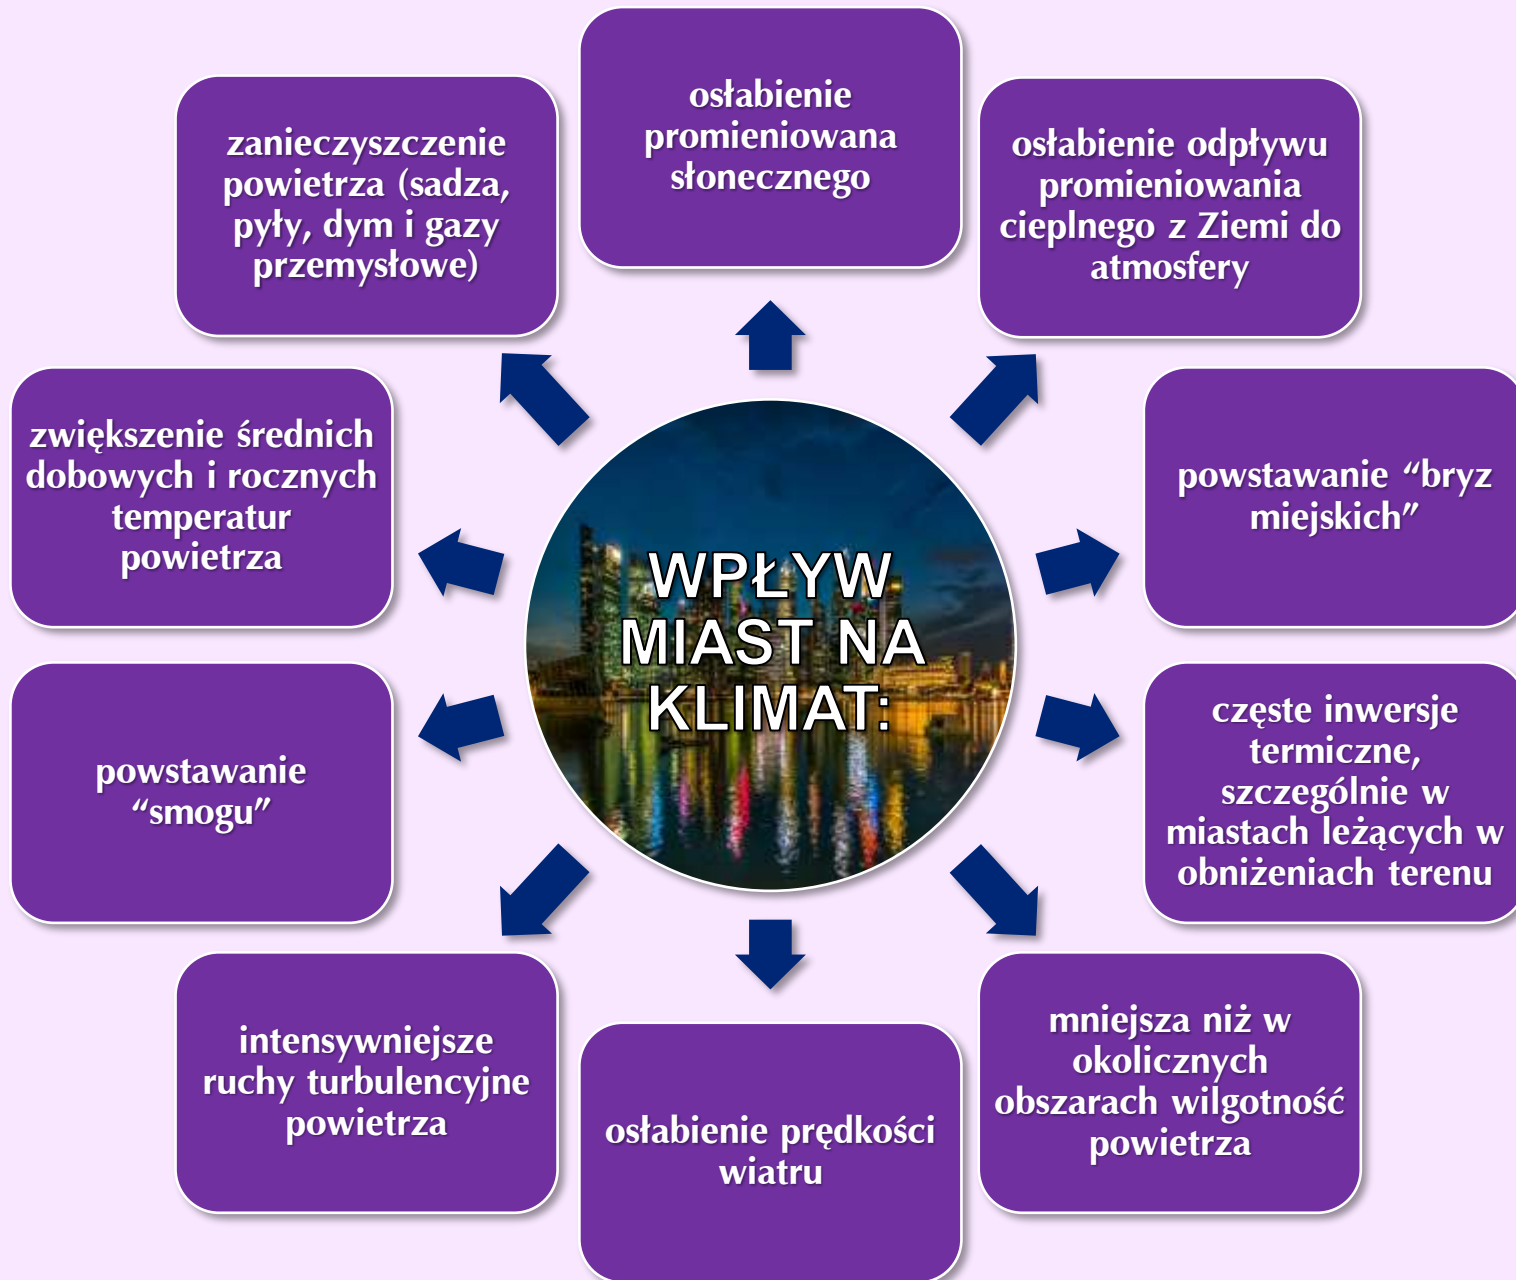 osłabienie
promieniowana
słonecznego
osłabienie odpływu
promieniowania
cieplnego z Ziemi do
atmosfery
powstawanie “bryz
miejskich”
częste inwersje
termiczne,
szczególnie w
miastach leżących w
obniżeniach terenu
mniejsza niż w
okolicznych
obszarach wilgotność
powietrza
osłabienie prędkości
wiatru
intensywniejsze
ruchy turbulencyjne
powietrza
powstawanie
“smogu”
zwiększenie średnich
dobowych i rocznych
temperatur
powietrza
zanieczyszczenie
powietrza (sadza,
pyły, dym i gazy
przemysłowe)
WPŁYW
MIAST NA
KLIMAT: